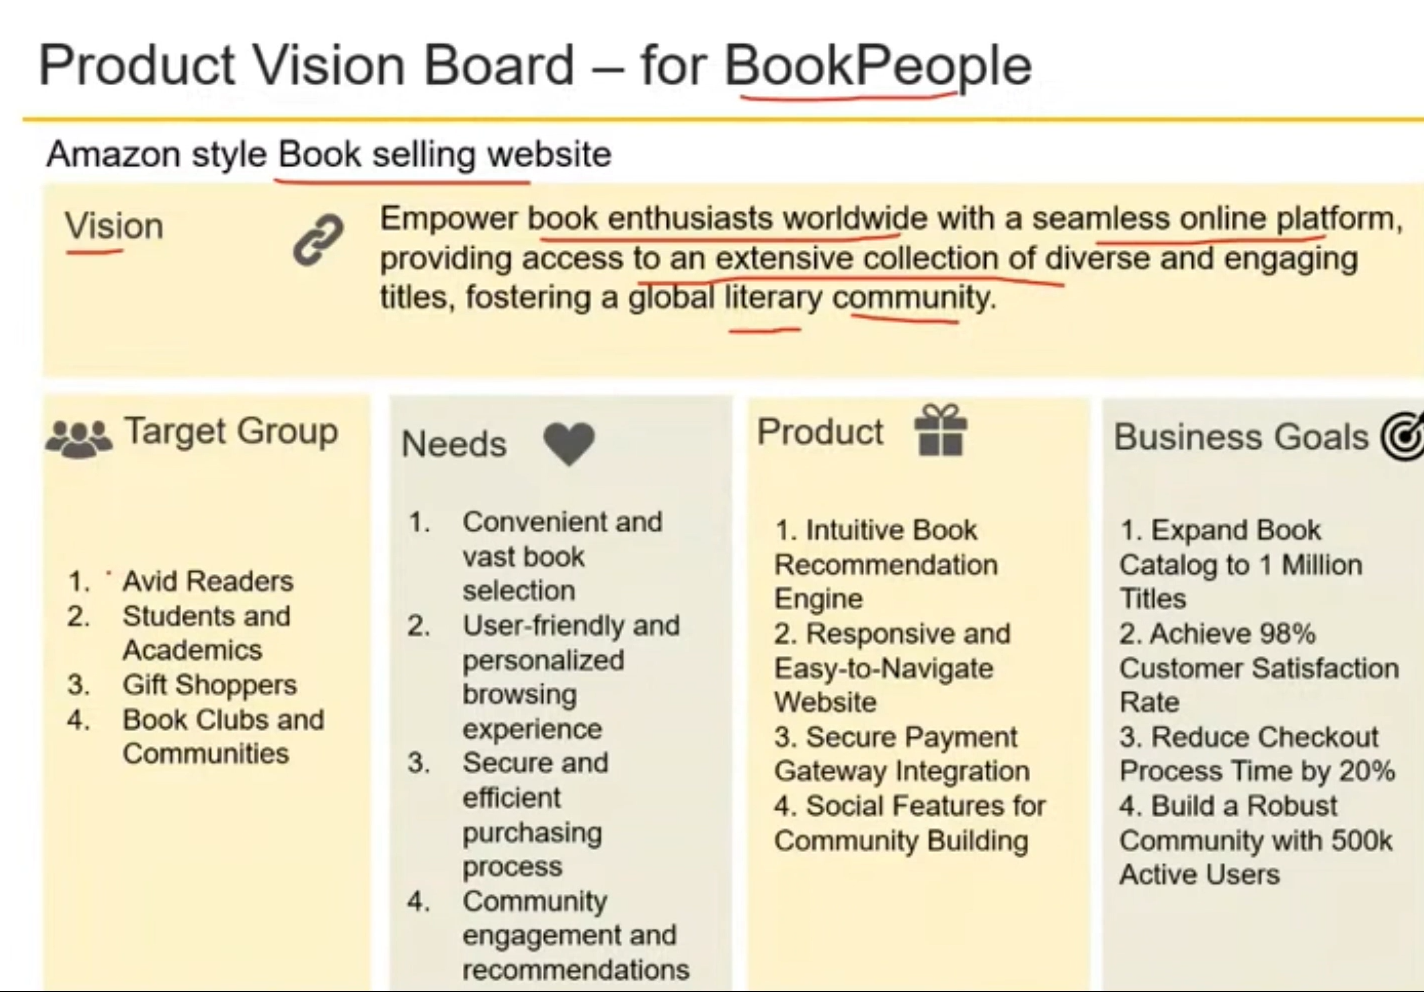 Product Vision Board – for BookPeople
Amazon style Book selling website
Vision
Empower book enthusiasts worldwide with a seamless online platform,
providing access to an extensive collection of diverse and engaging
titles, fostering a global literary community.
Target Group
1. Avid Readers
2. Students and
Academics
3. Gift Shoppers
4. Book Clubs and
Communities
Needs
1. Convenient and
vast book
selection
2. User-friendly and
personalized
browsing
experience
3. Secure and
efficient
purchasing
process
4. Community
engagement and
recommendations
Product
1. Intuitive Book
Recommendation
Engine
2. Responsive and
Easy-to-Navigate
Website
3. Secure Payment
Gateway Integration
4. Social Features for
Community Building
Business Goals
1. Expand Book
Catalog to 1 Million
Titles
2. Achieve 98%
Customer Satisfaction
Rate
3. Reduce Checkout
Process Time by 20%
4. Build a Robust
Community with 500k
Active Users